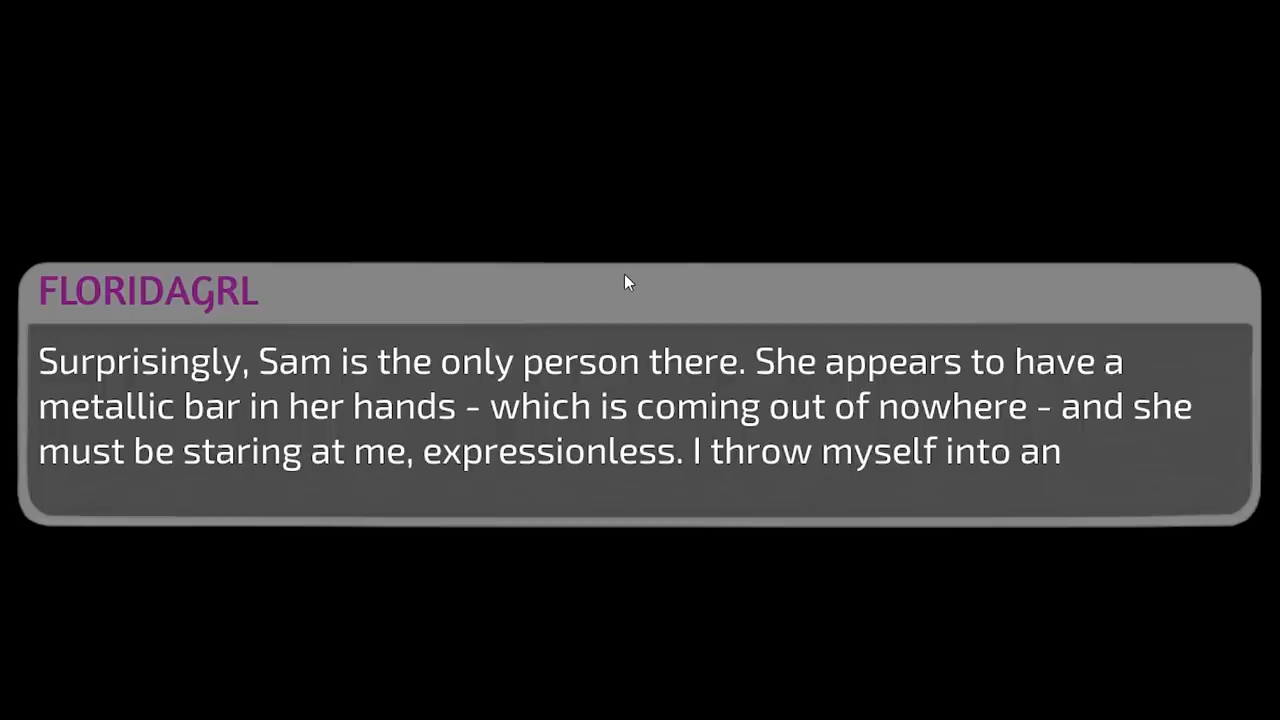 FLORIDAGRL
Surprisingly, Sam is the only person there. She appears to have a
metallic bar in her hands - which is coming out of nowhere - and she
must be staring at me, expressionless. I throw myself into an